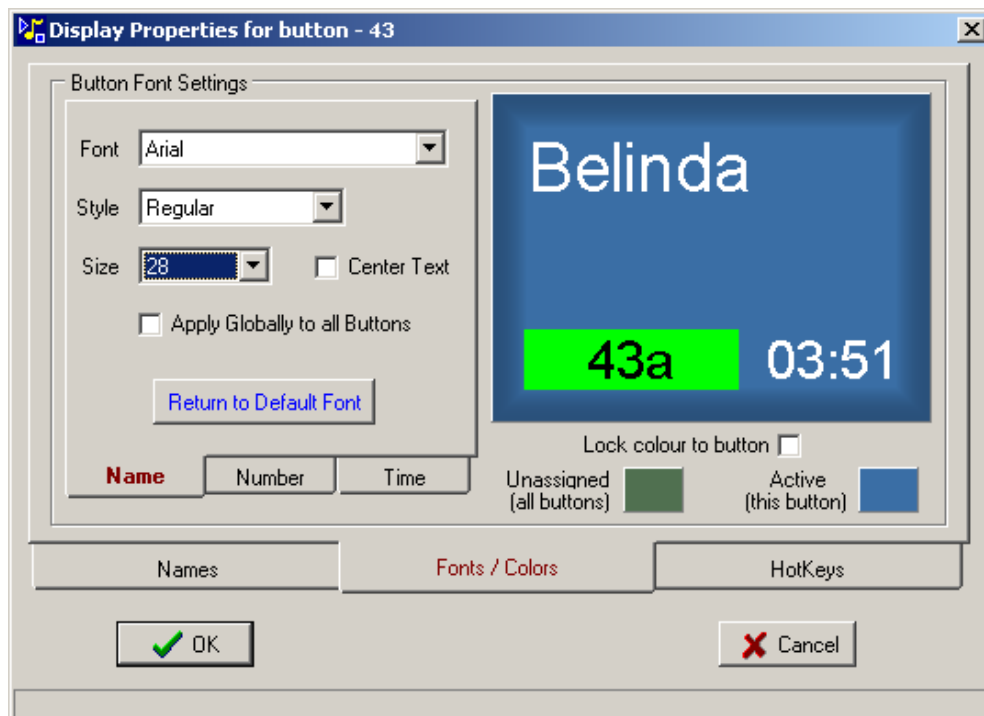 Display Properties for button - 43
Button Font Settings
Font Arial
Style Regular
Size 28 Center Text
Apply Globally to all Buttons
Return to Default Font
Name Number Time
Belinda
43a 03:51
Lock colour to button
Unassigned
(all buttons)
Active
(this button)
Names Fonts / Colors HotKeys
OK Cancel